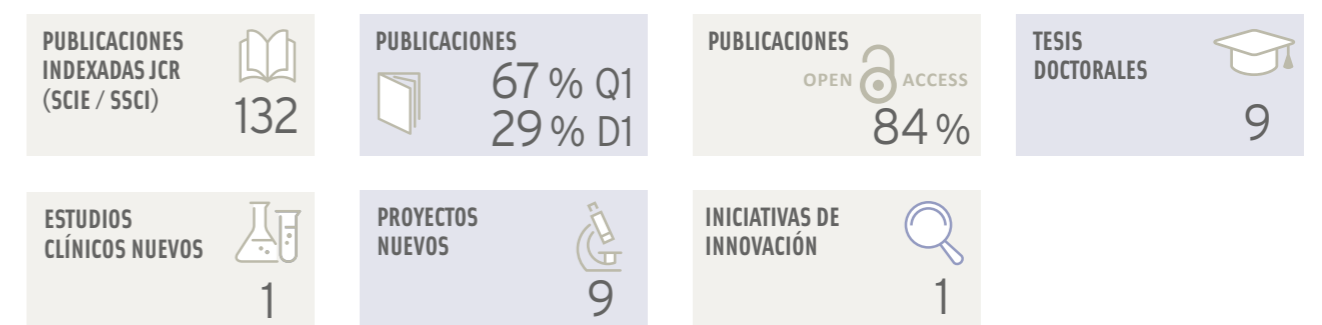 PUBLICACIONES
INDEXADAS JCR
(SCIE / SSCI)
132
PUBLICACIONES
67 % Q1
29 % D1
PUBLICACIONES
OPEN ACCESS
84 %
TESIS
DOCTORALES
9
ESTUDIOS
CLÍNICOS NUEVOS
1
PROYECTOS
NUEVOS
9
INICIATIVAS DE
INNOVACIÓN
1